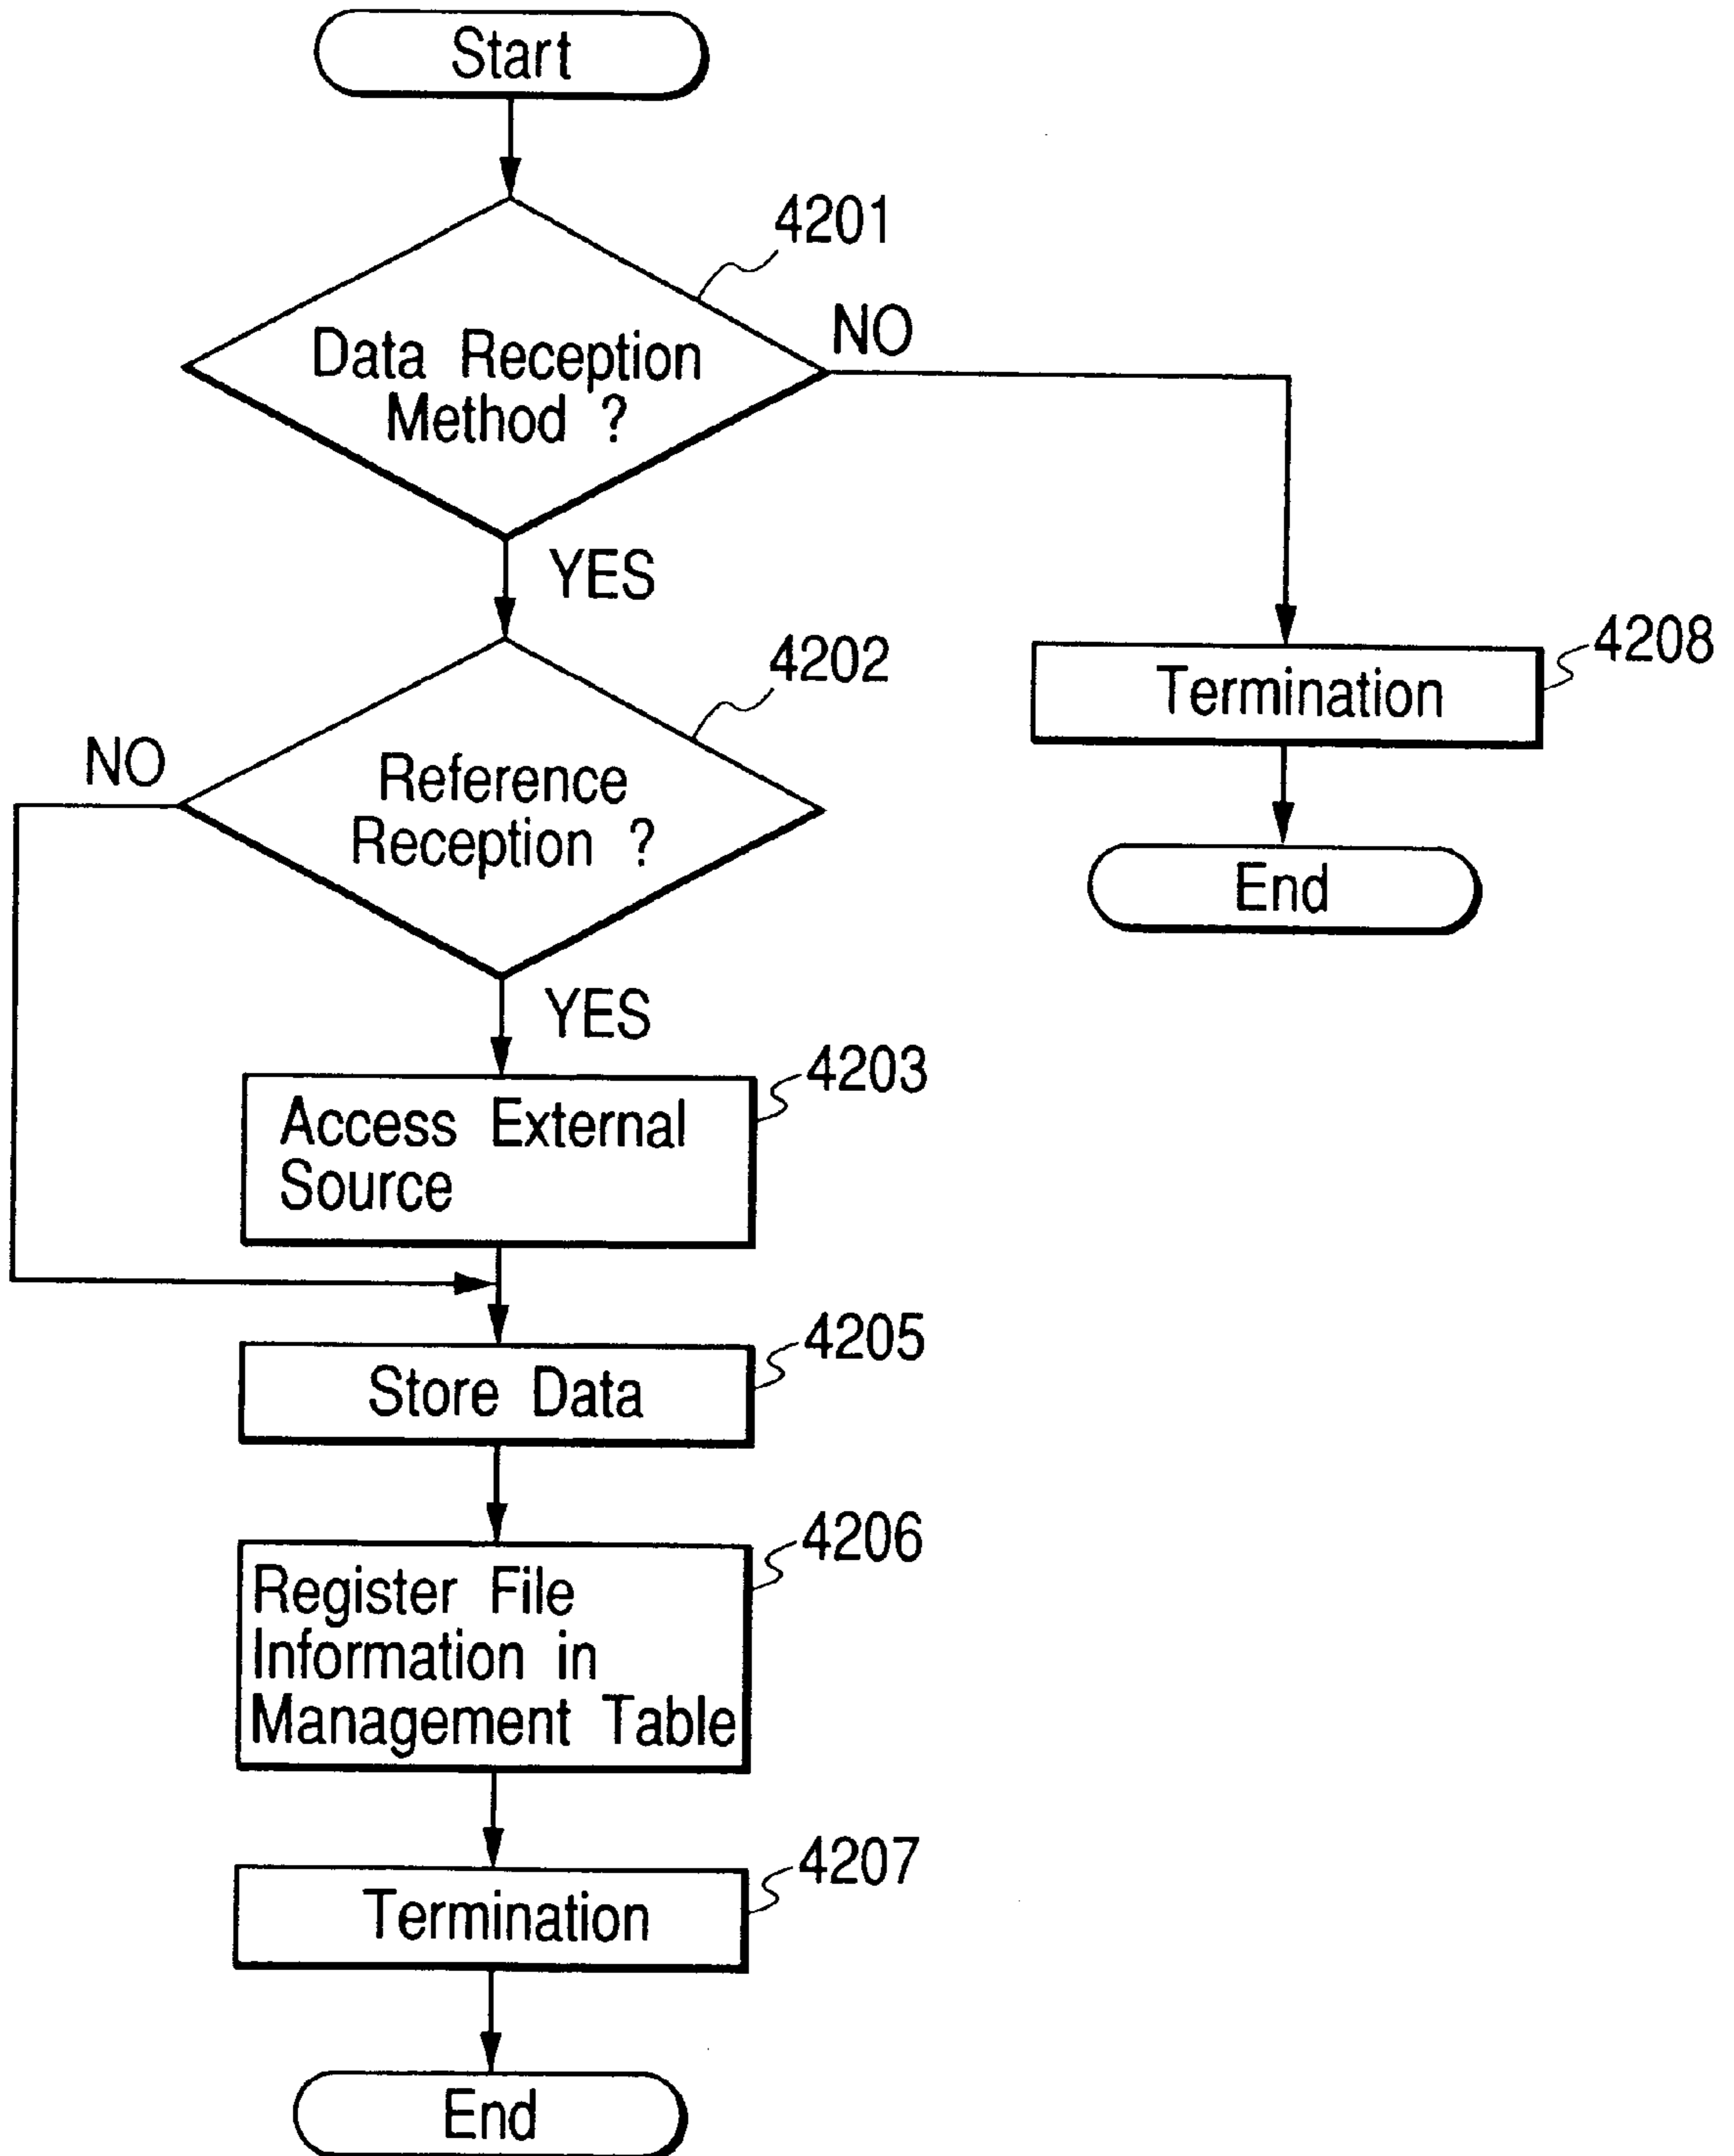 Start
4201
Data Reception
Method ?
NO
YES
4202
NO
Reference
Reception ?
4208
Termination
End
YES
4203
Access External
Source
4205
Store Data
4206
Register File
Information in
Management Table
4207
Termination
End